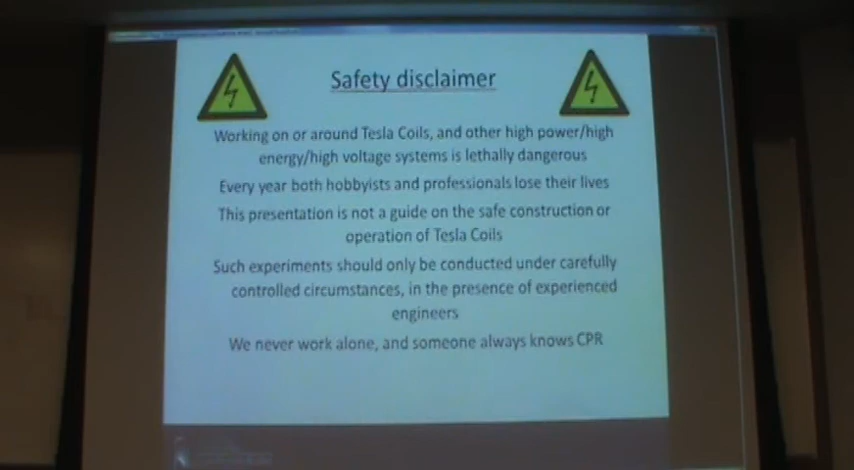 Safety disclaimer
Working on or around Tesla Coils, and other high power/high
energy/high voltage systems is lethally dangerous
Every year both hobbyists and professionals lose their lives
This presentation is not a guide on the safe construction or
operation of Tesla Coils
Such experiments should only be conducted under carefully
controlled circumstances, in the presence of experienced
engineers
We never work alone, and someone always knows CPR